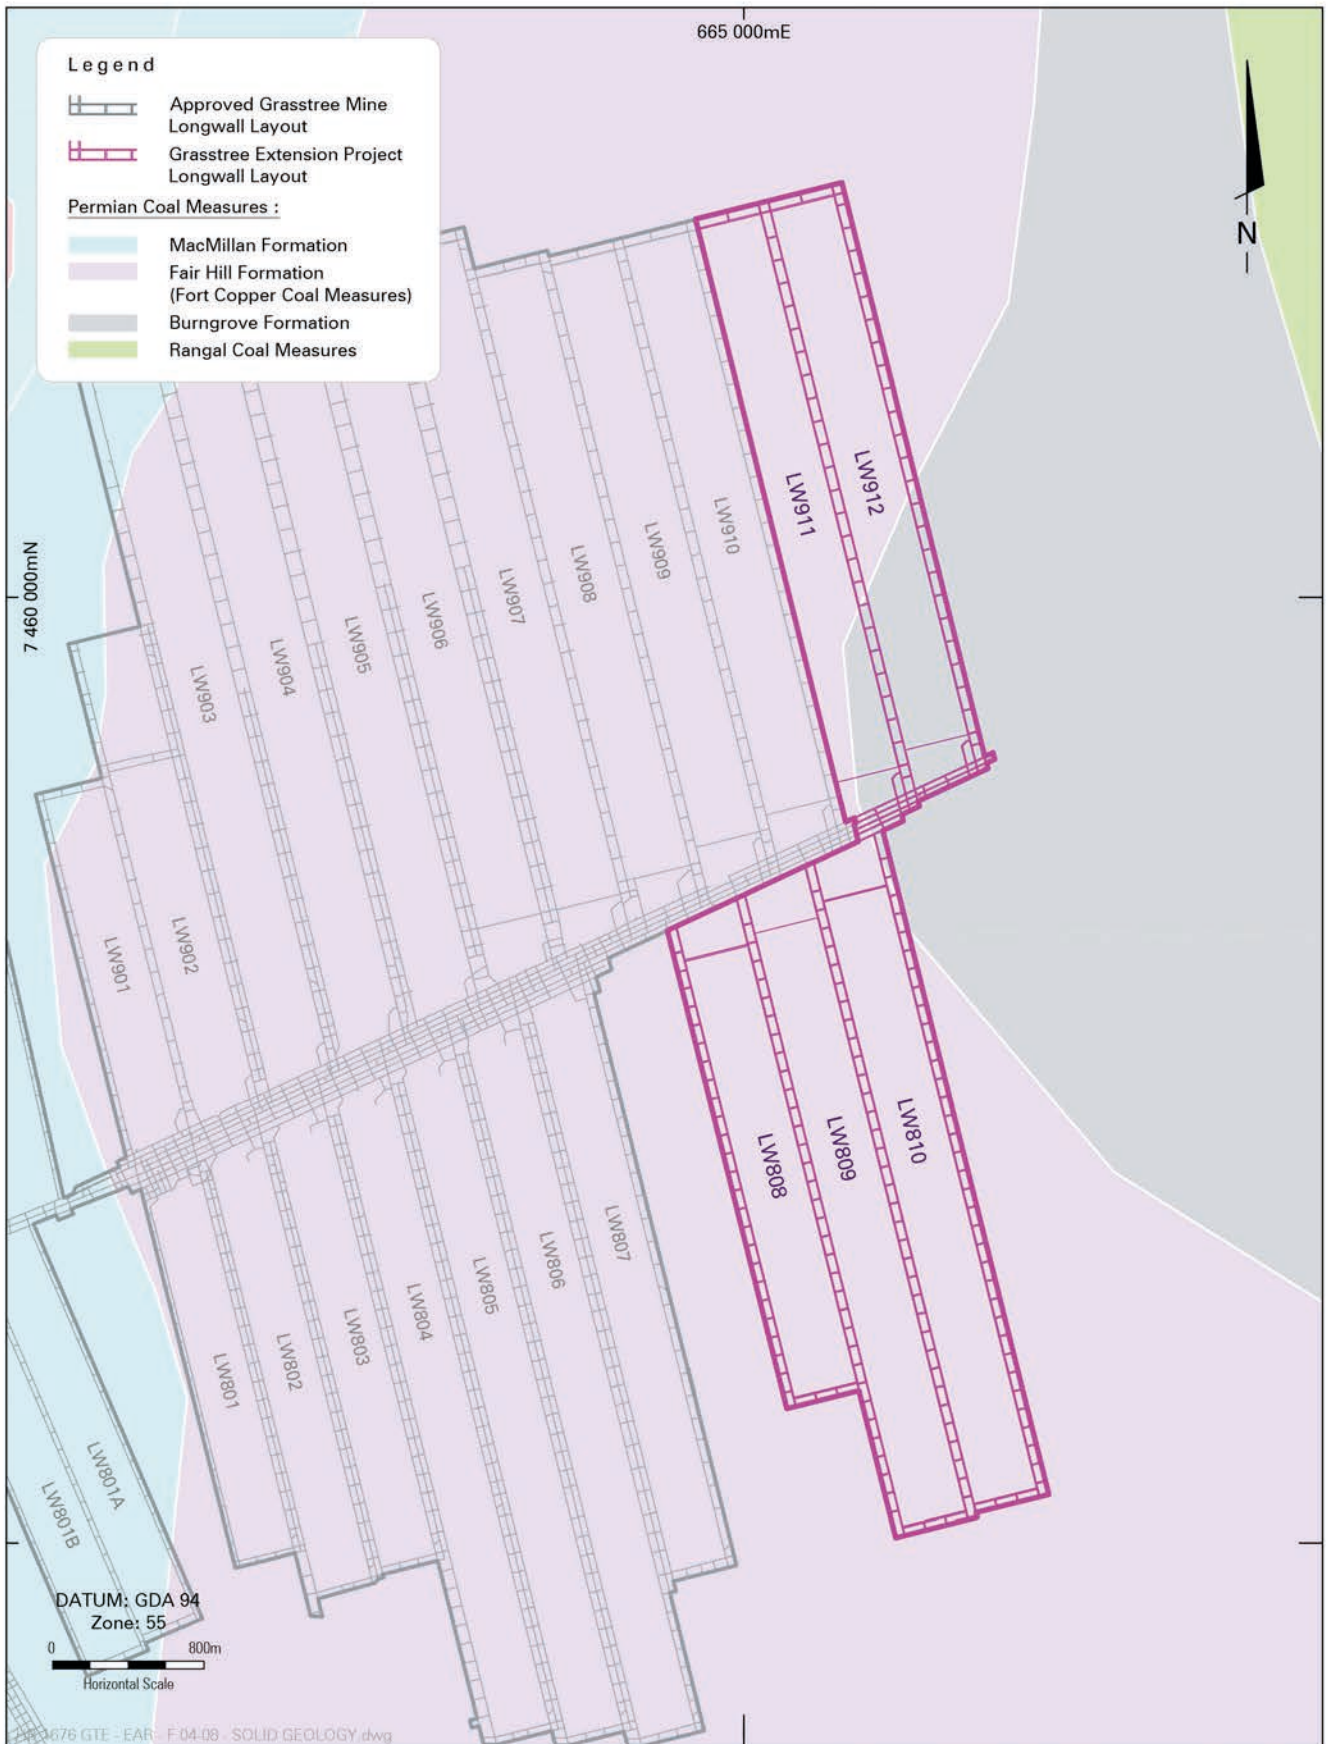 665 000mE
Legend
Approved Grasstree Mine
Longwall Layout
Grasstree Extension Project
Longwall Layout
Permian Coal Measures :
MacMillan Formation
Fair Hill Formation
(Fort Copper Coal Measures)
Burngrove Formation
Rangal Coal Measures
N
7 460 000mN
LW912
LW911
LW910
LW909
LW908
LW907
LW906
LW905
LW904
LW903
LW902
LW901
LW810
LW809
LW808
LW807
LW806
LW805
LW804
LW803
LW802
LW801
LW801A
LW801B
DATUM: GDA 94
Zone: 55
0 800m
Horizontal Scale
1676 GTE - EAR - F 04-08 - SOLID GEOLOGY.dwg